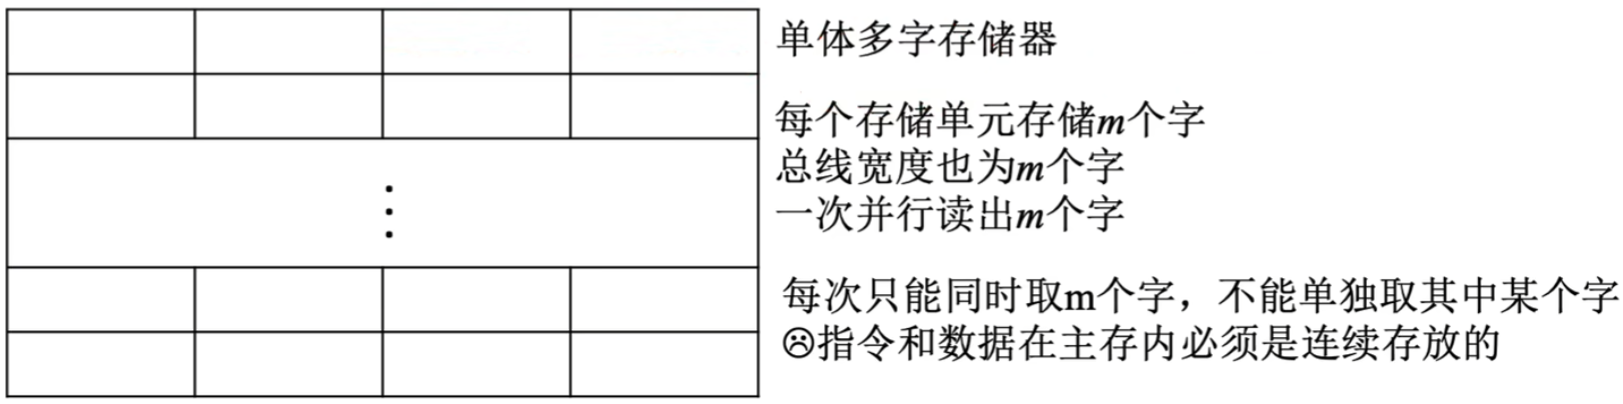 单体多字存储器
每个存储单元存储m个字
总线宽度也为m个字
一次并行读出m个字
每次只能同时取m个字，不能单独取其中某个字
☹指令和数据在主存内必须是连续存放的